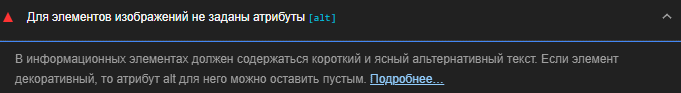 Для элементов изображений не заданы атрибуты [alt]
В информационных элементах должен содержаться короткий и ясный альтернативный текст. Если элемент
декоративный, то атрибут alt для него можно оставить пустым. Подробнее…